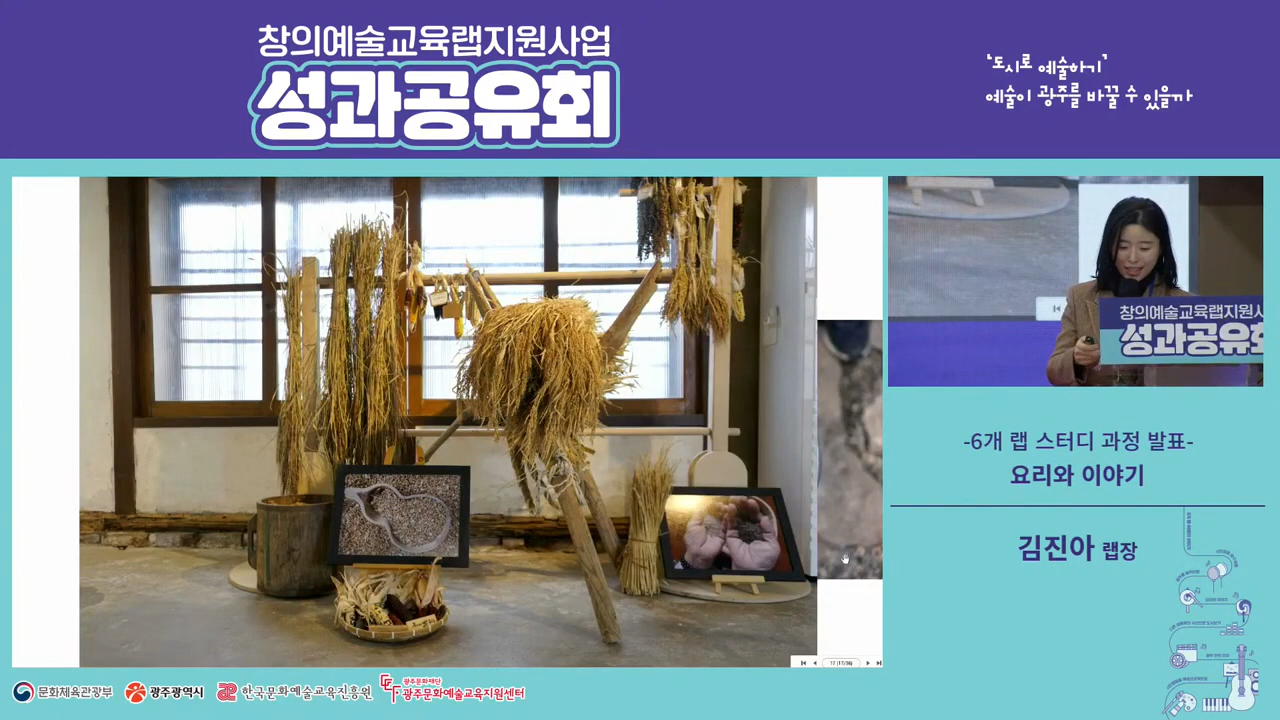 창의예술교육랩지원사업
성과공유회
'도시로 예술하기'
예술이 광주를 바꿀 수 있을까
창의예술교육랩지원사
성과공유회
-6개 랩 스터디 과정 발표-
요리와 이야기
김진아 랩장
17 (17/36)
문화체육관광부
광주광역시
한국문화예술교육진흥원
광주문화재단
광주문화예술교육지원센터